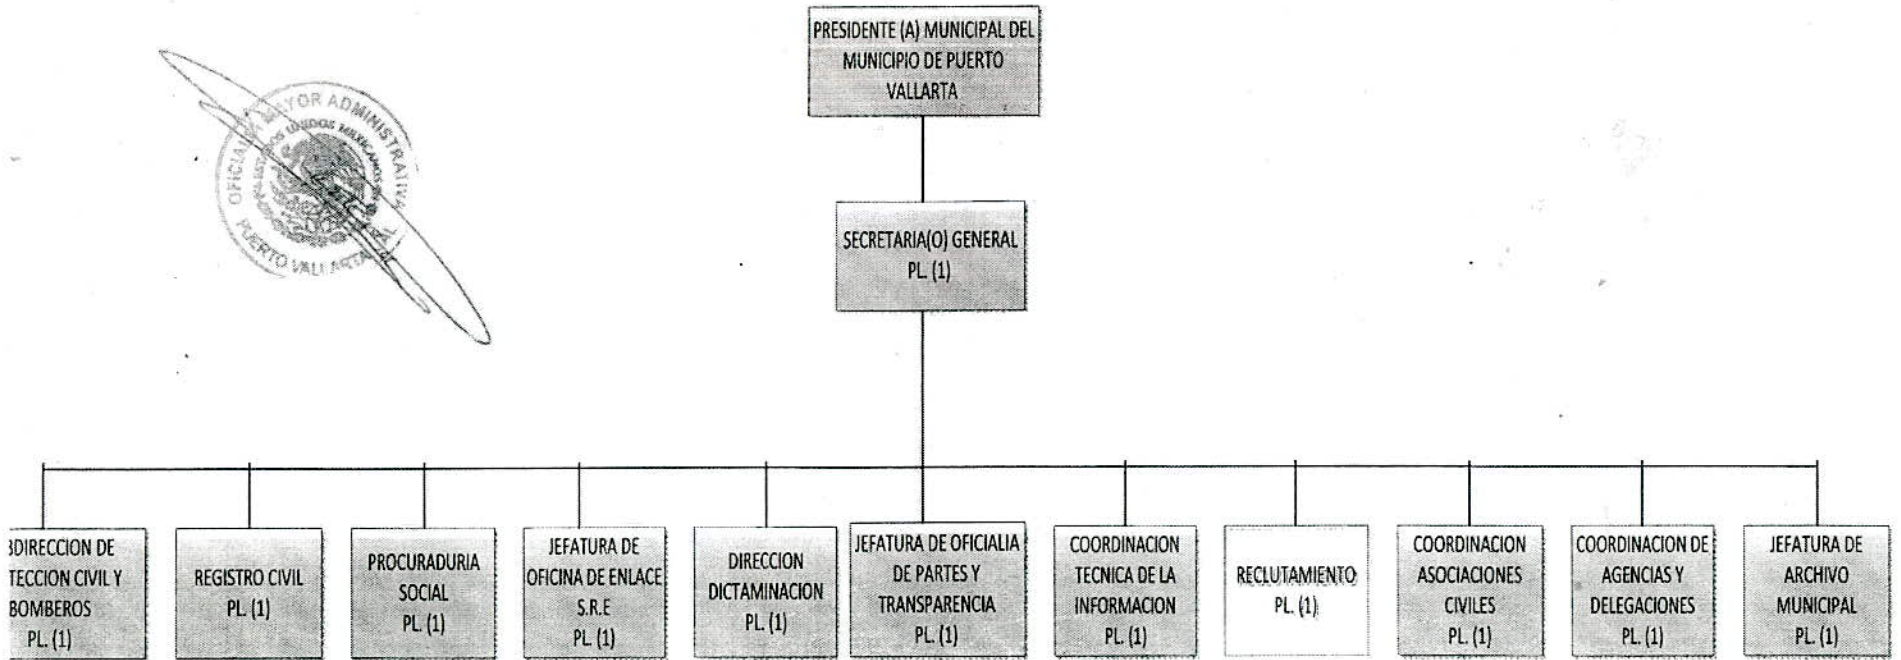 PRESIDENTE (A) MUNICIPAL DEL
MUNICIPIO DE PUERTO
VALLARTA
OFICIALIA MAYOR ADMINISTRATIVA
ESTADOS UNIDOS MEXICANOS
PUERTO VALLARTA, JAL
SECRETARIA(O) GENERAL
PL. (1)
DIRECCION DE
TECCION CIVIL Y
BOMBEROS
PL. (1)
REGISTRO CIVIL
PL. (1)
PROCURADURIA
SOCIAL
PL. (1)
JEFATURA DE
OFICINA DE ENLACE
S.R.E
PL. (1)
DIRECCION
DICTAMINACION
PL. (1)
JEFATURA DE OFICIALIA
DE PARTES Y
TRANSPARENCIA
PL. (1)
COORDINACION
TECNICA DE LA
INFORMACION
PL. (1)
RECLUTAMIENTO
PL. (1)
COORDINACION
ASOCIACIONES
CIVILES
PL. (1)
COORDINACION DE
AGENCIAS Y
DELEGACIONES
PL. (1)
JEFATURA DE
ARCHIVO
MUNICIPAL
PL. (1)